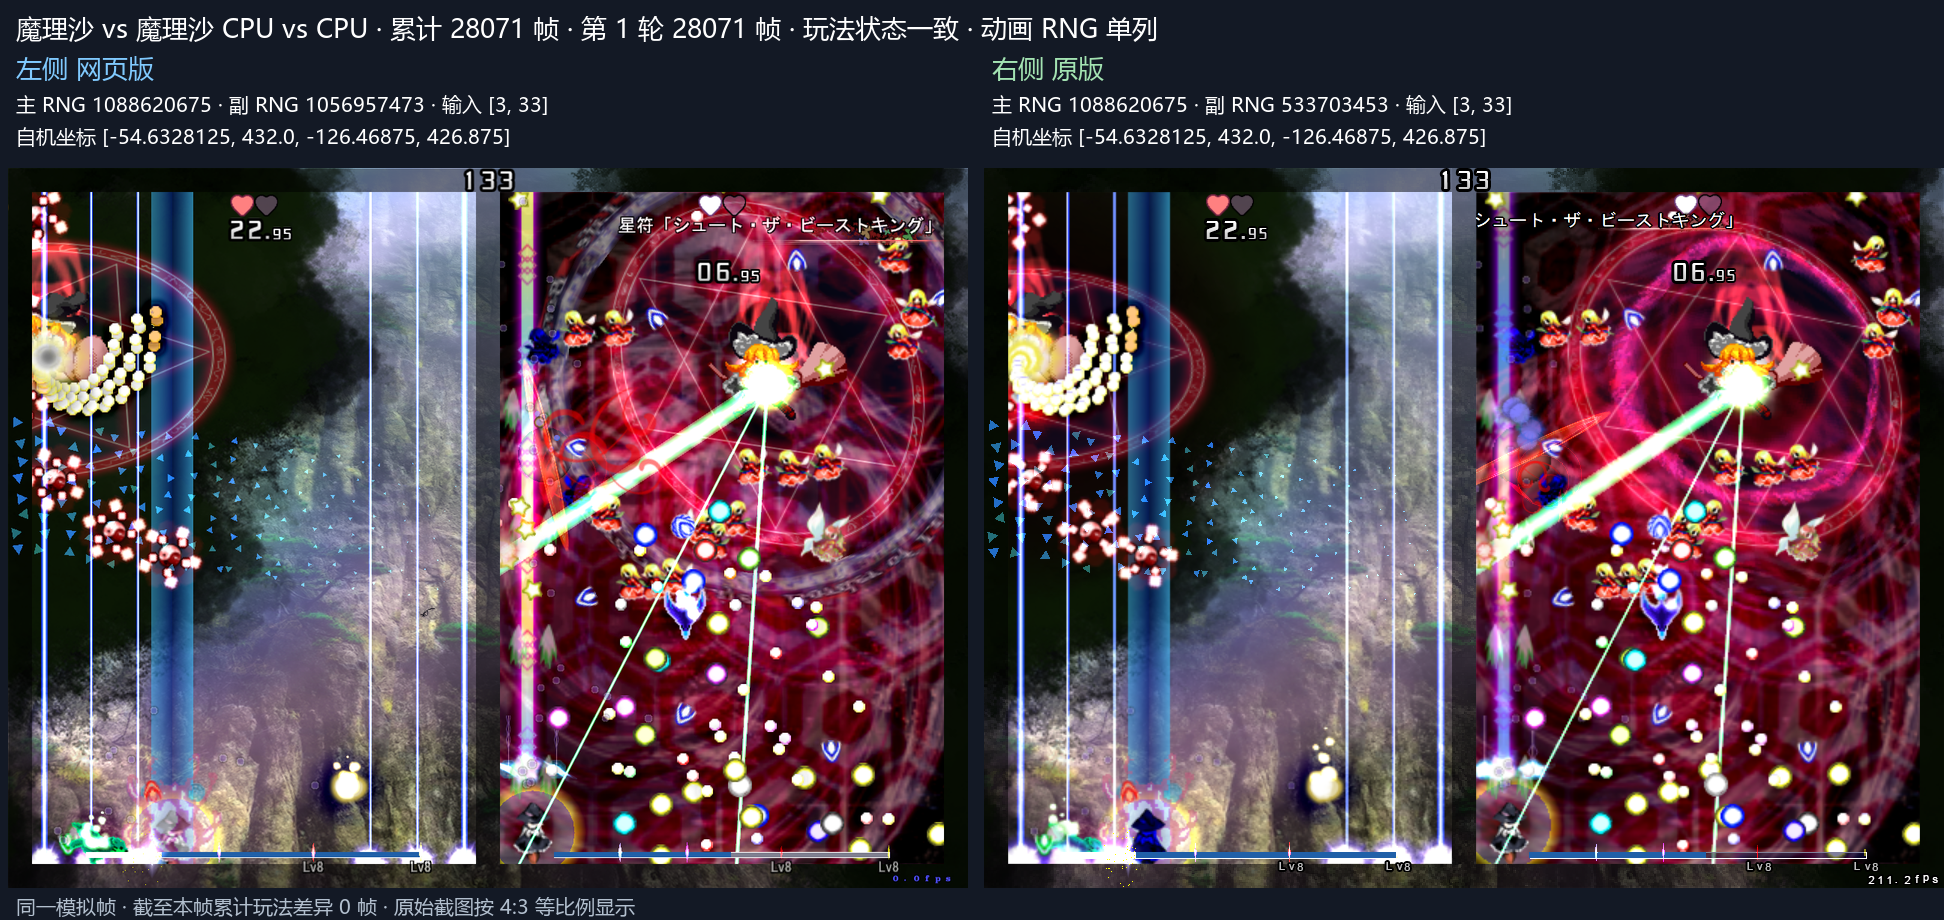 魔理沙 vs 魔理沙 CPU vs CPU · 累计 28071 帧 · 第 1 轮 28071 帧 · 玩法状态一致 · 动画 RNG 单列
左侧 网页版
主 RNG 1088620675 · 副 RNG 1056957473 · 输入 [3, 33]
自机坐标 [-54.6328125, 432.0, -126.46875, 426.875]
右侧 原版
主 RNG 1088620675 · 副 RNG 533703453 · 输入 [3, 33]
自机坐标 [-54.6328125, 432.0, -126.46875, 426.875]
133
22.95
星符「シュート・ザ・ビーストキング」
06.95
Lv8
Lv8
Lv8
Lv8
0.0fps
133
22.95
シュート・ザ・ビーストキング」
06.95
Lv8
Lv8
Lv8
Lv8
211.2fps
同一模拟帧 · 截至本帧累计玩法差异 0 帧 · 原始截图按 4:3 等比例显示